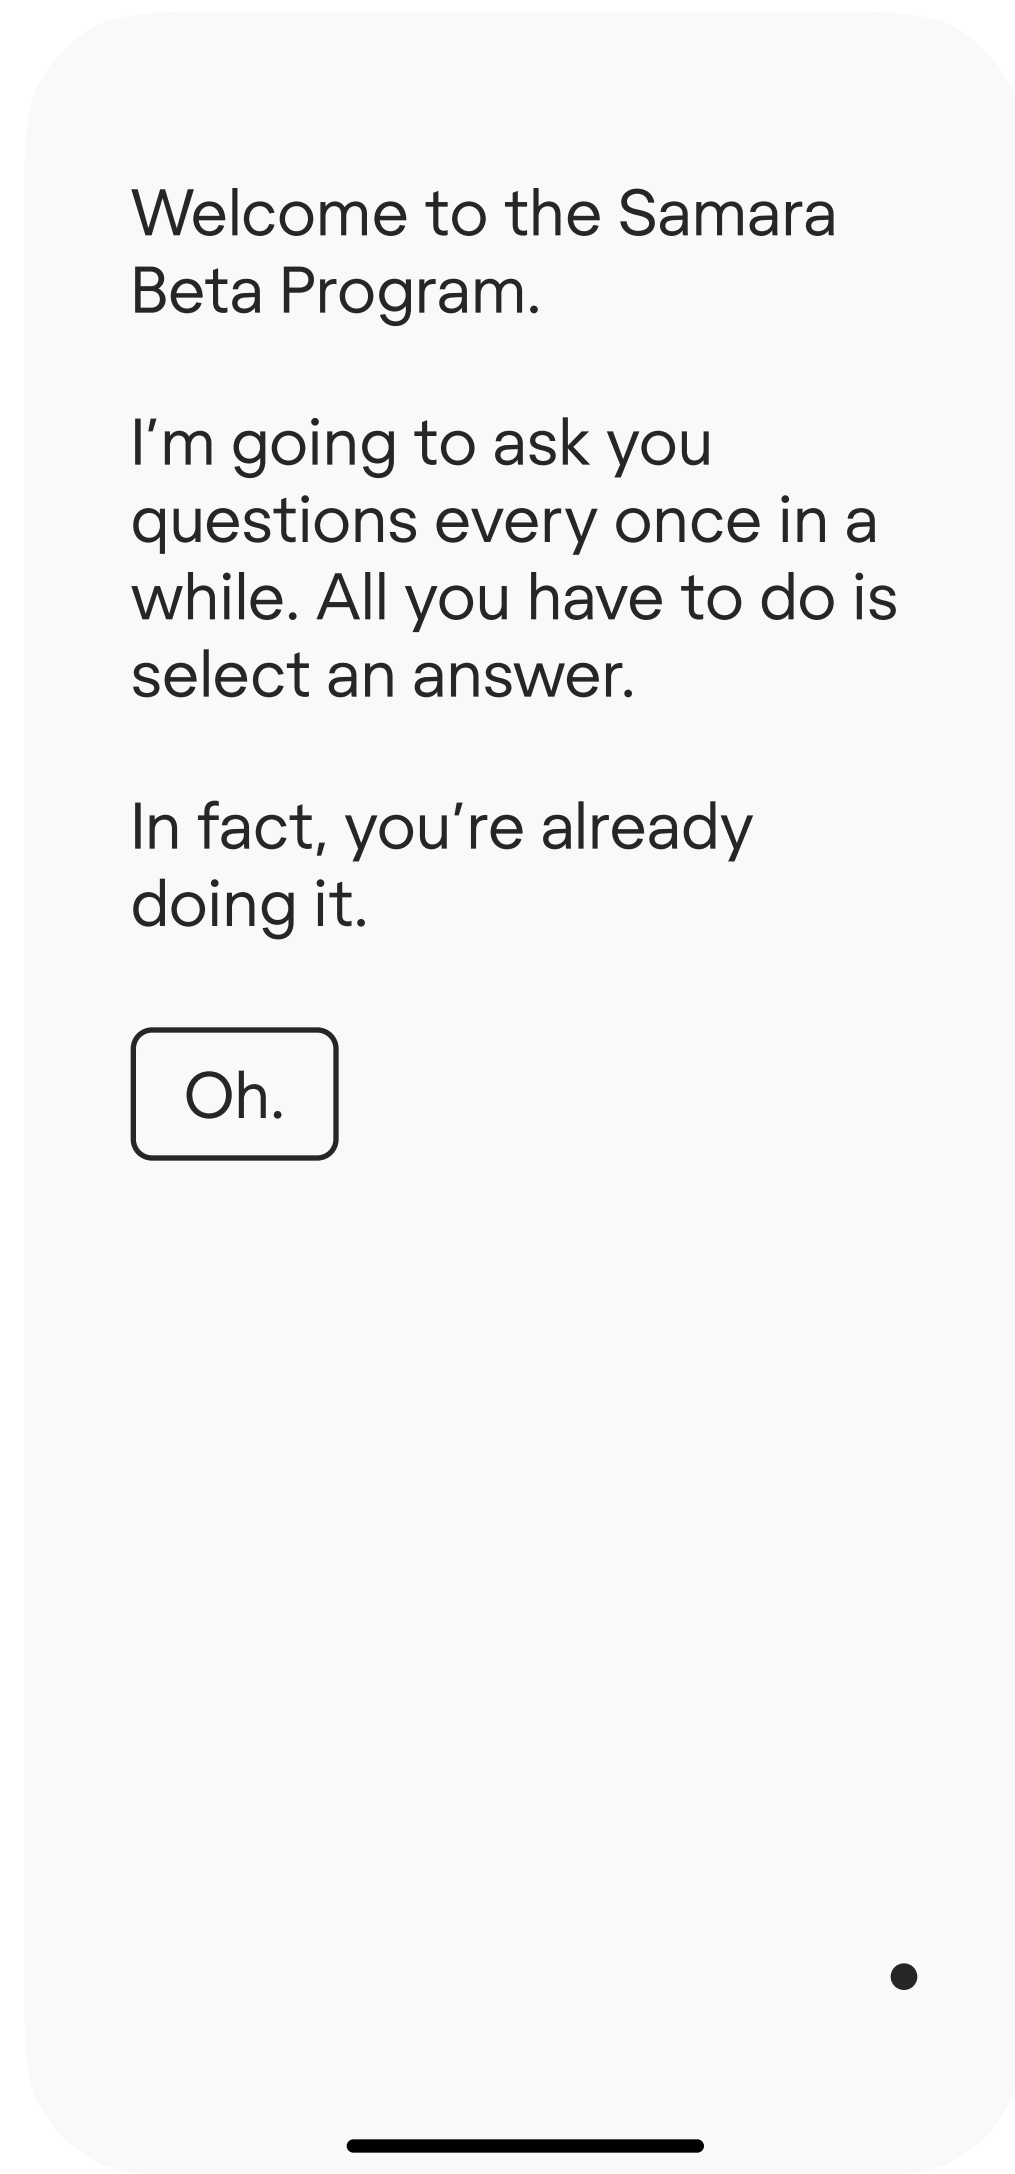 Welcome to the Samara
Beta Program.
I’m going to ask you
questions every once in a
while. All you have to do is
select an answer.
In fact, you’re already
doing it.
Oh.